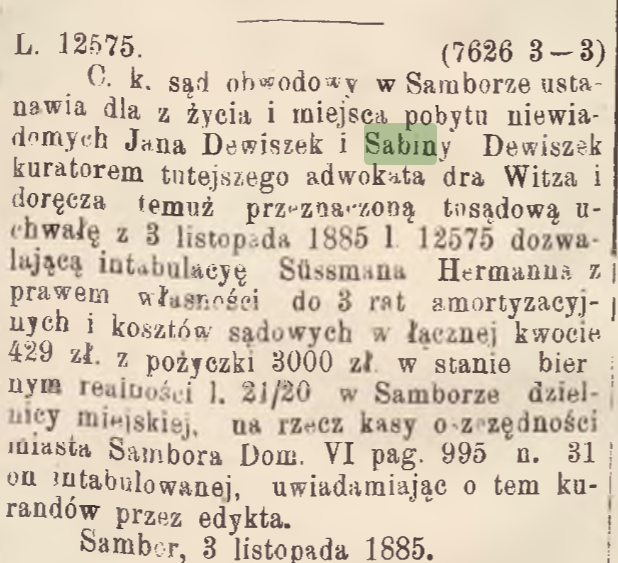 L. 12575. (7626 3—3)
C. k. sąd obwodowy w Samborze usta-
nawia dla z życia i miejsca pobytu niewia-
domych Jana Dewiszek i Sabiny Dewiszek
kuratorem tutejszego adwokata dra Witza i
doręcza temuż przeznaczoną tusądową u-
chwałę z 3 listopada 1885 l. 12575 dozwa-
lającą intabulacyę Süssmana Hermanna z
prawem własności do 3 rat amortyzacyj-
nych i kosztów sądowych w łącznej kwocie
429 zł. z pożyczki 3000 zł. w stanie bier
nym realności l. 21/20 w Samborze dziel-
nicy miejskiej, na rzecz kasy oszczędności
miasta Sambora Dom. VI pag. 995 n. 31
on intabulowanej, uwiadamiając o tem ku-
randów przez edykta.
Sambor, 3 listopada 1885.